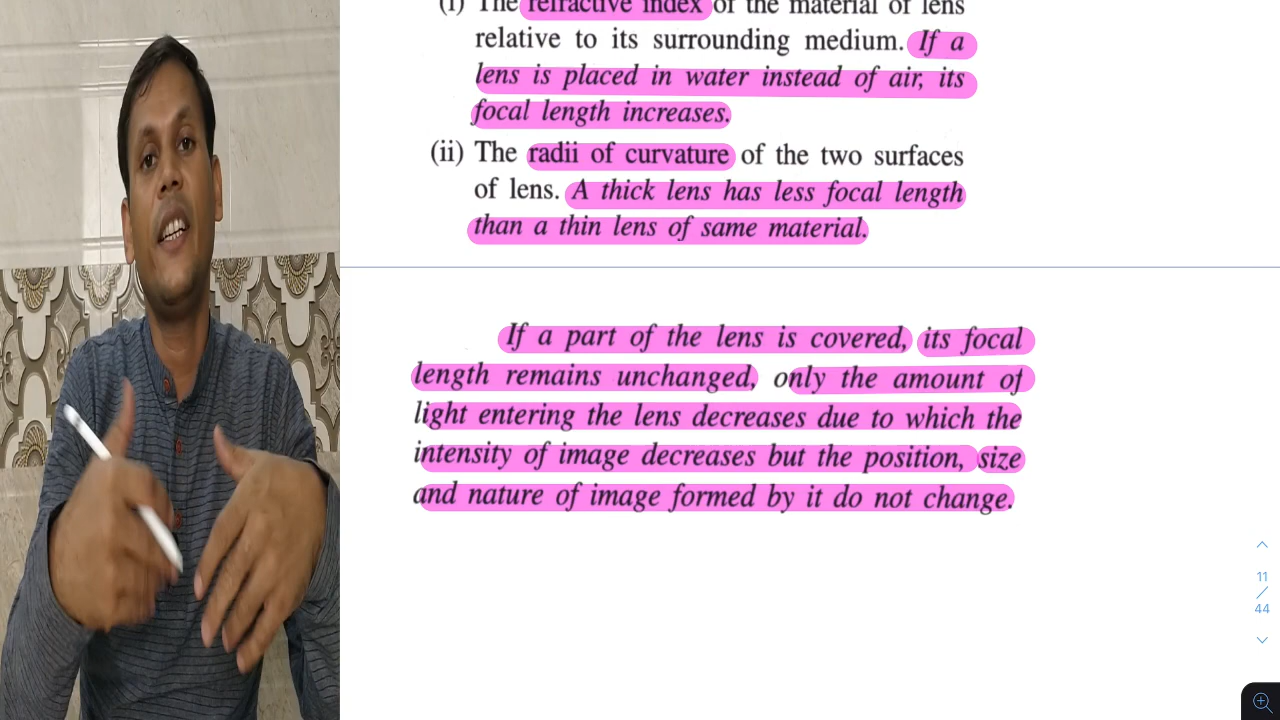 (i) The refractive index of the material of lens
relative to its surrounding medium. If a
lens is placed in water instead of air, its
focal length increases.
(ii) The radii of curvature of the two surfaces
of lens. A thick lens has less focal length
than a thin lens of same material.
If a part of the lens is covered, its focal
length remains unchanged, only the amount of
light entering the lens decreases due to which the
intensity of image decreases but the position, size
and nature of image formed by it do not change.
11
/
44